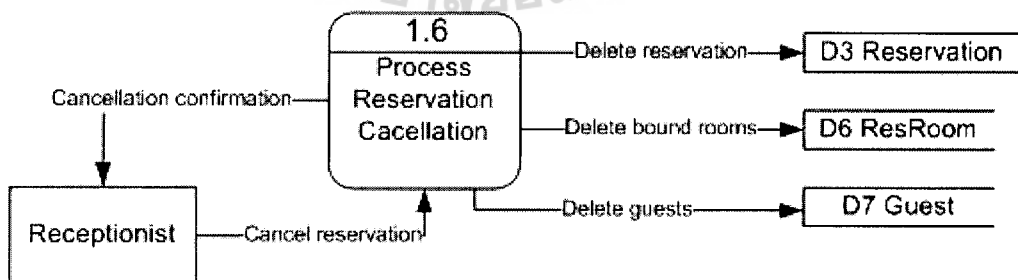 1.6
Process
Reservation
Cacellation
Delete reservation
D3 Reservation
Cancellation confirmation
Delete bound rooms
D6 ResRoom
Delete guests
D7 Guest
Receptionist
Cancel reservation